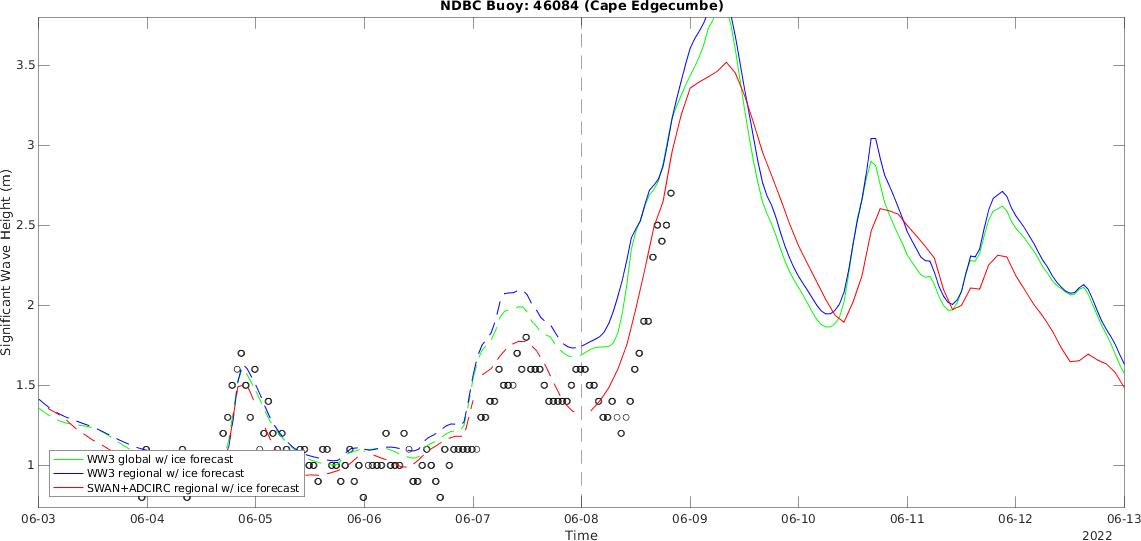 NDBC Buoy: 46084 (Cape Edgecumbe)
Significant Wave Height (m)
3.5
3
2.5
2
1.5
1
WW3 global w/ ice forecast
WW3 regional w/ ice forecast
SWAN+ADCIRC regional w/ ice forecast
06-03 06-04 06-05 06-06 06-07 06-08 06-09 06-10 06-11 06-12 06-13
Time
2022